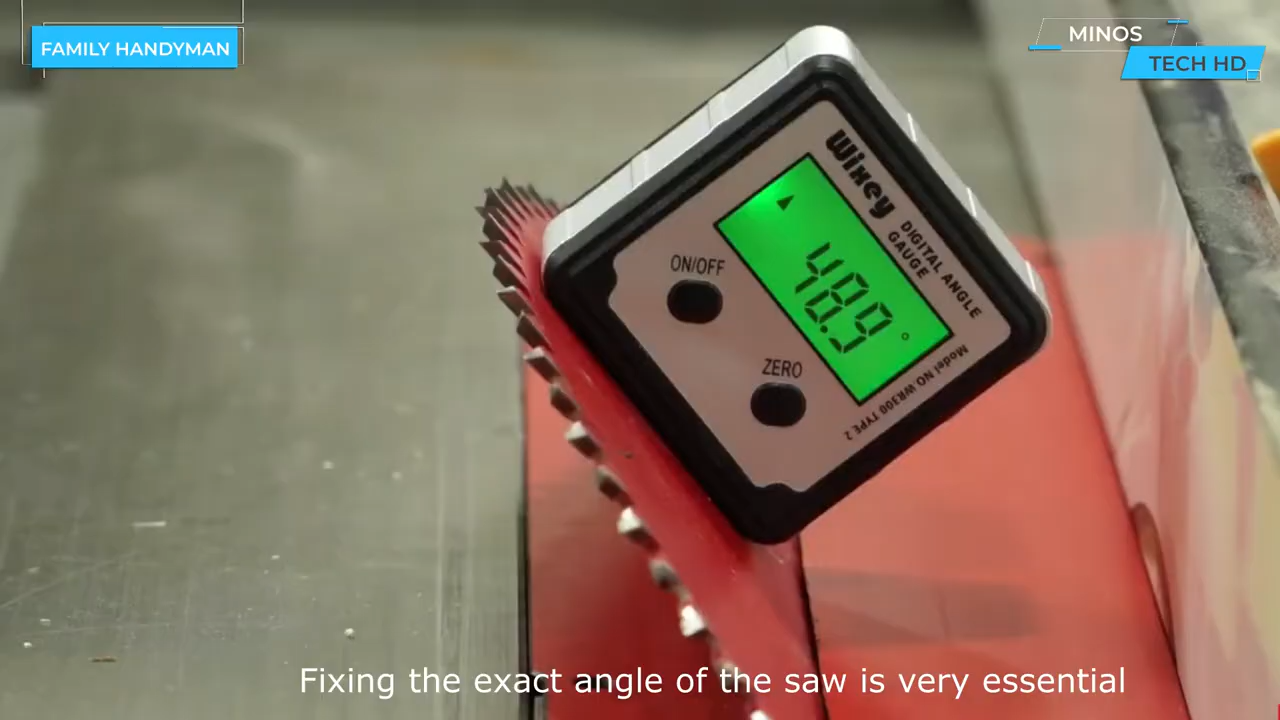 FAMILY HANDYMAN
MINOS
TECH HD
Wixey
DIGITAL ANGLE
GAUGE
ON/OFF
48.9°
ZERO
Model NO WR300 TYPE 2
Fixing the exact angle of the saw is very essential